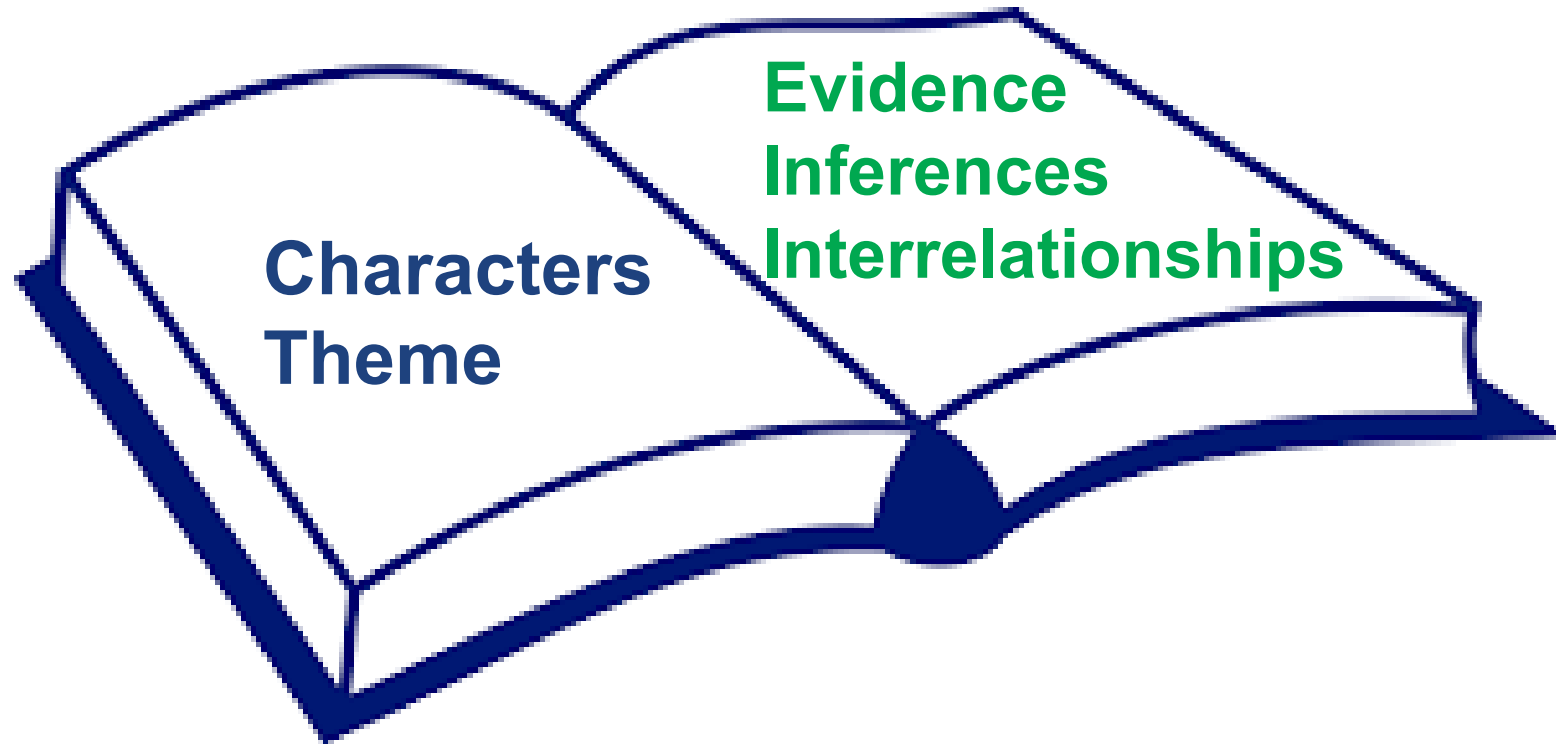 Characters
Theme
Evidence
Inferences
Interrelationships